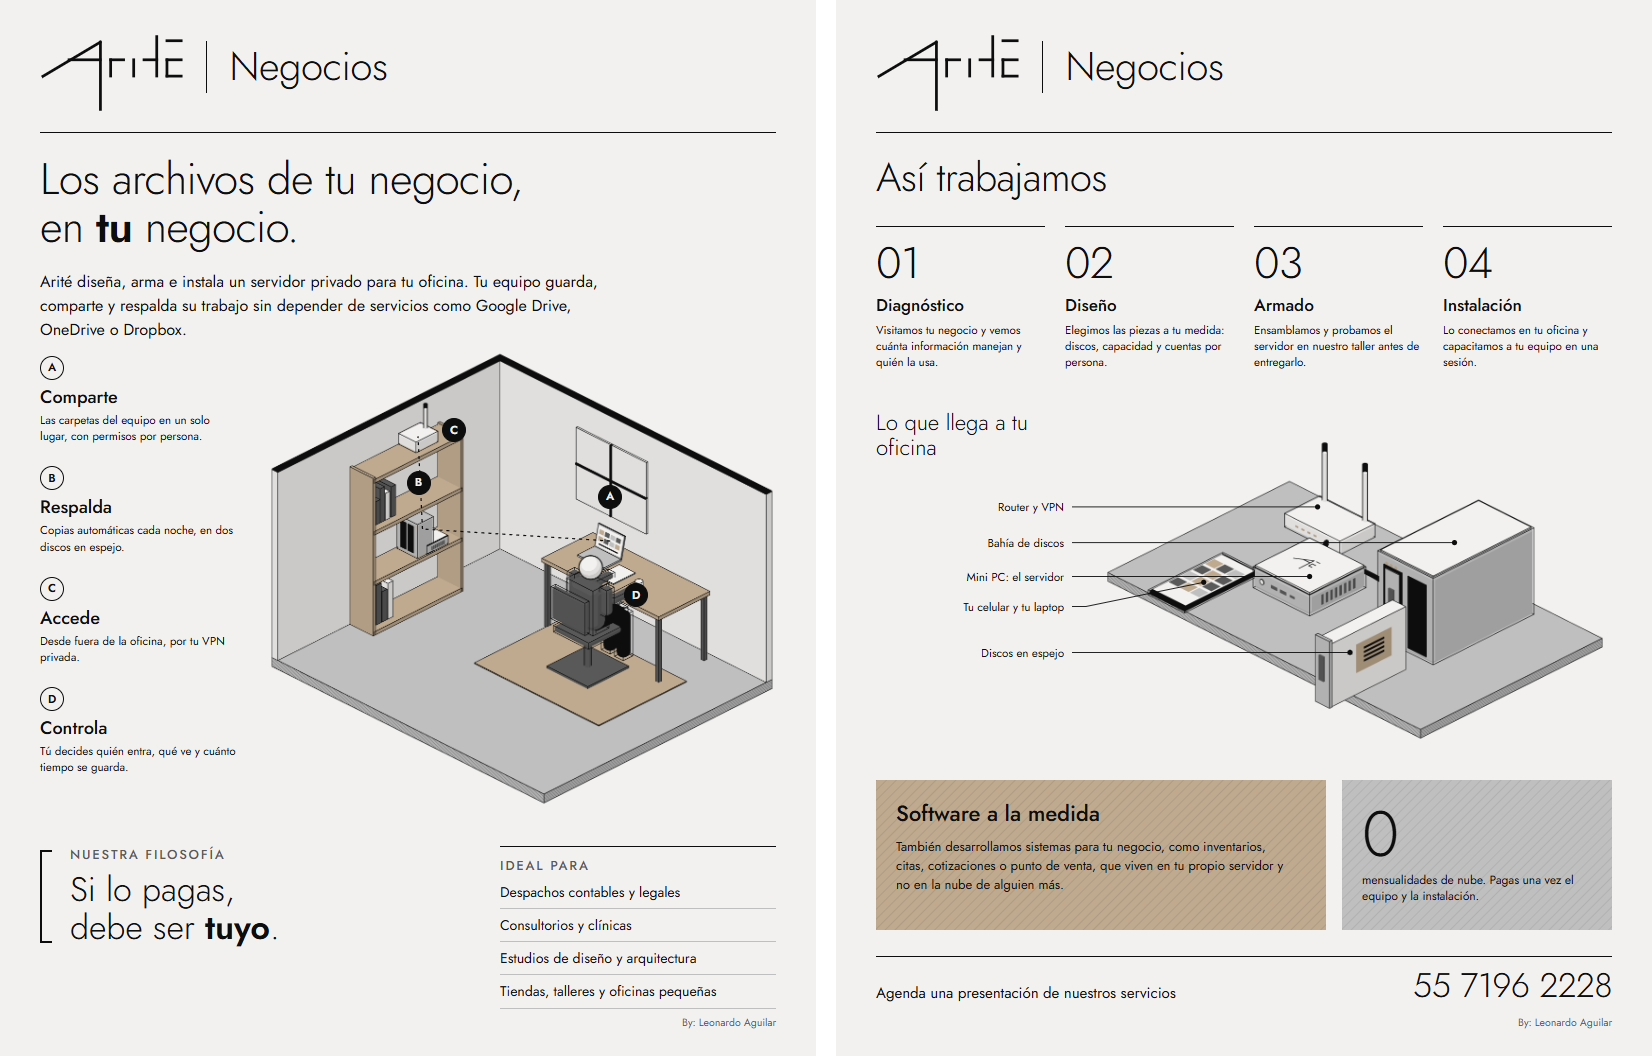 Arité | Negocios
Los archivos de tu negocio,
en tu negocio.
Arité diseña, arma e instala un servidor privado para tu oficina. Tu equipo guarda,
comparte y respalda su trabajo sin depender de servicios como Google Drive,
OneDrive o Dropbox.
A
Comparte
Las carpetas del equipo en un solo
lugar, con permisos por persona.
B
Respalda
Copias automáticas cada noche, en dos
discos en espejo.
C
Accede
Desde fuera de la oficina, por tu VPN
privada.
D
Controla
Tú decides quién entra, qué ve y cuánto
tiempo se guarda.
C
B
A
D
NUESTRA FILOSOFÍA
Si lo pagas,
debe ser tuyo.
IDEAL PARA
Despachos contables y legales
Consultorios y clínicas
Estudios de diseño y arquitectura
Tiendas, talleres y oficinas pequeñas
By: Leonardo Aguilar
Arité | Negocios
Así trabajamos
01
Diagnóstico
Visitamos tu negocio y vemos
cuánta información manejan y
quién la usa.
02
Diseño
Elegimos las piezas a tu medida:
discos, capacidad y cuentas por
persona.
03
Armado
Ensamblamos y probamos el
servidor en nuestro taller antes de
entregarlo.
04
Instalación
Lo conectamos en tu oficina y
capacitamos a tu equipo en una
sesión.
Lo que llega a tu
oficina
Router y VPN
Bahía de discos
Mini PC: el servidor
Tu celular y tu laptop
Discos en espejo
Software a la medida
También desarrollamos sistemas para tu negocio, como inventarios,
citas, cotizaciones o punto de venta, que viven en tu propio servidor y
no en la nube de alguien más.
0
mensualidades de nube. Pagas una vez el
equipo y la instalación.
Agenda una presentación de nuestros servicios
55 7196 2228
By: Leonardo Aguilar